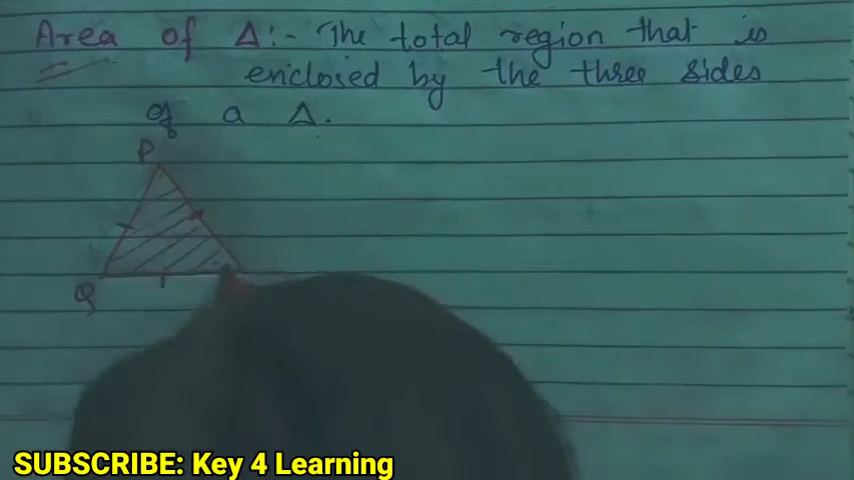 Area of Δ:- The total region that is
enclosed by the three sides
of a Δ.
P
Q
SUBSCRIBE: Key 4 Learning